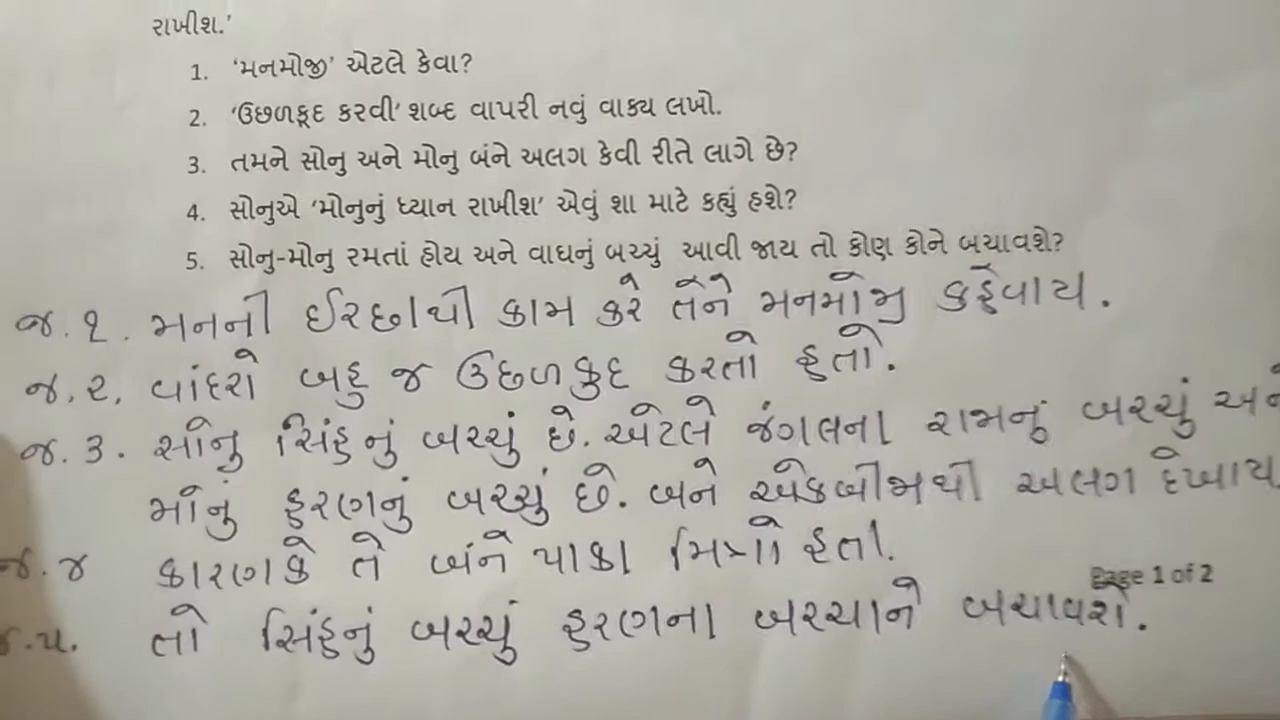 રાખીશ.'
1. 'મનમોજી' એટલે કેવા?
2. 'ઉછળકૂદ કરવી' શબ્દ વાપરી નવું વાક્ય લખો.
3. તમને સોનુ અને મોનુ બંને અલગ કેવી રીતે લાગે છે?
4. સોનુએ 'મોનુનું ધ્યાન રાખીશ' એવું શા માટે કહ્યું હશે?
5. સોનુ-મોનુ રમતાં હોય અને વાઘનું બચ્યું આવી જાય તો કોણ કોને બચાવશે?
જ.૧. મનની ઈચ્છાથી કામ કરે તેને મનમોજી કહેવાય.
જ.૨. વાંદરો બહુ જ ઉછળકુદ કરતો હતો.
જ.૩. સોનુ સિંહનું બચ્ચું છે. એટલે જંગલના રાજાનું બચ્ચું અને
મોનું હરણનું બચ્ચું છે. બને એકબીજાથી અલગ દેખાય
જ.૪ કારણકે તે બંને પાકા મિત્રો હતા.
જ.૫. તો સિંહનું બચ્ચું હરણના બચ્ચાને બચાવશે.
Page 1 of 2